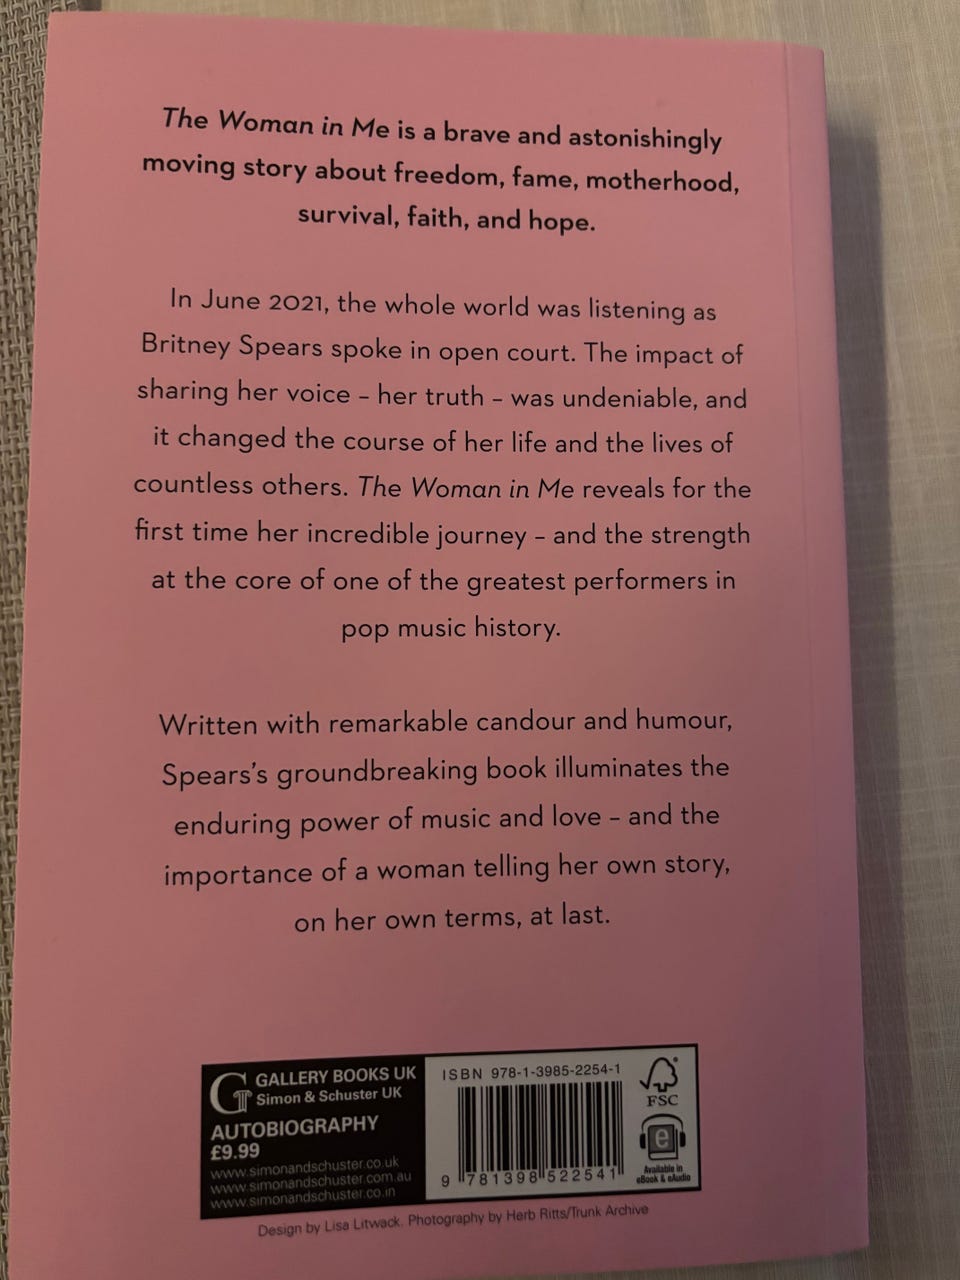 The Woman in Me is a brave and astonishingly
moving story about freedom, fame, motherhood,
survival, faith, and hope.
In June 2021, the whole world was listening as
Britney Spears spoke in open court. The impact of
sharing her voice – her truth – was undeniable, and
it changed the course of her life and the lives of
countless others. The Woman in Me reveals for the
first time her incredible journey – and the strength
at the core of one of the greatest performers in
pop music history.
Written with remarkable candour and humour,
Spears's groundbreaking book illuminates the
enduring power of music and love – and the
importance of a woman telling her own story,
on her own terms, at last.
G GALLERY BOOKS UK
Simon & Schuster UK
AUTOBIOGRAPHY
£9.99
www.simonandschuster.co.uk
www.simonandschuster.com.au
www.simonandschuster.co.in
ISBN 978-1-3985-2254-1
9 781398 522541
FSC
e
Available in
eBook & eAudio
Design by Lisa Litwack. Photography by Herb Ritts/Trunk Archive